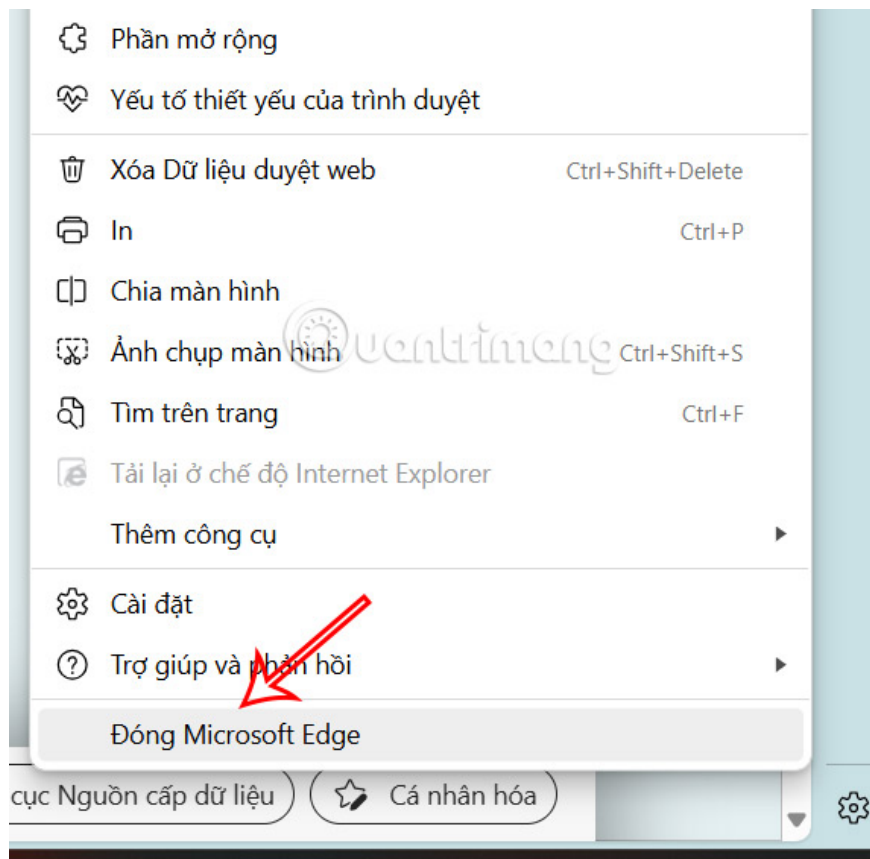 Phần mở rộng
Yếu tố thiết yếu của trình duyệt
Xóa Dữ liệu duyệt web Ctrl+Shift+Delete
In Ctrl+P
Chia màn hình
Ảnh chụp màn hình Ctrl+Shift+S
Quantrimang
Tìm trên trang Ctrl+F
Tải lại ở chế độ Internet Explorer
Thêm công cụ
Cài đặt
Trợ giúp và phản hồi
Đóng Microsoft Edge
cục Nguồn cấp dữ liệu Cá nhân hóa